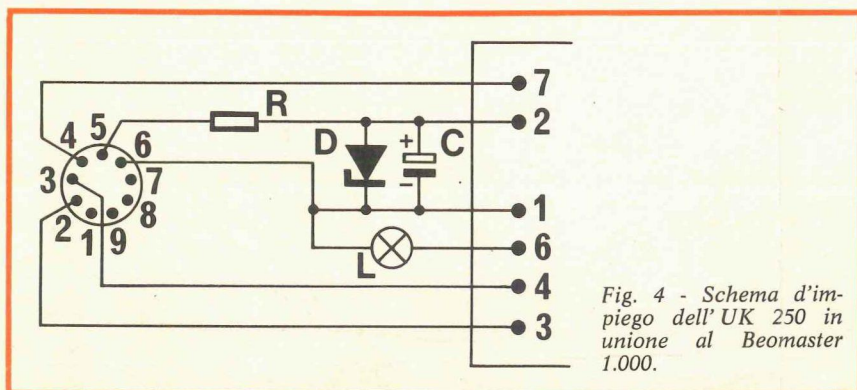 7
R
2
5
4
6
D
+
C
3
7
–
2
8
1
1
9
6
L
4
3
Fig. 4 - Schema d'im-
piego dell' UK 250 in
unione al Beomaster
1.000.